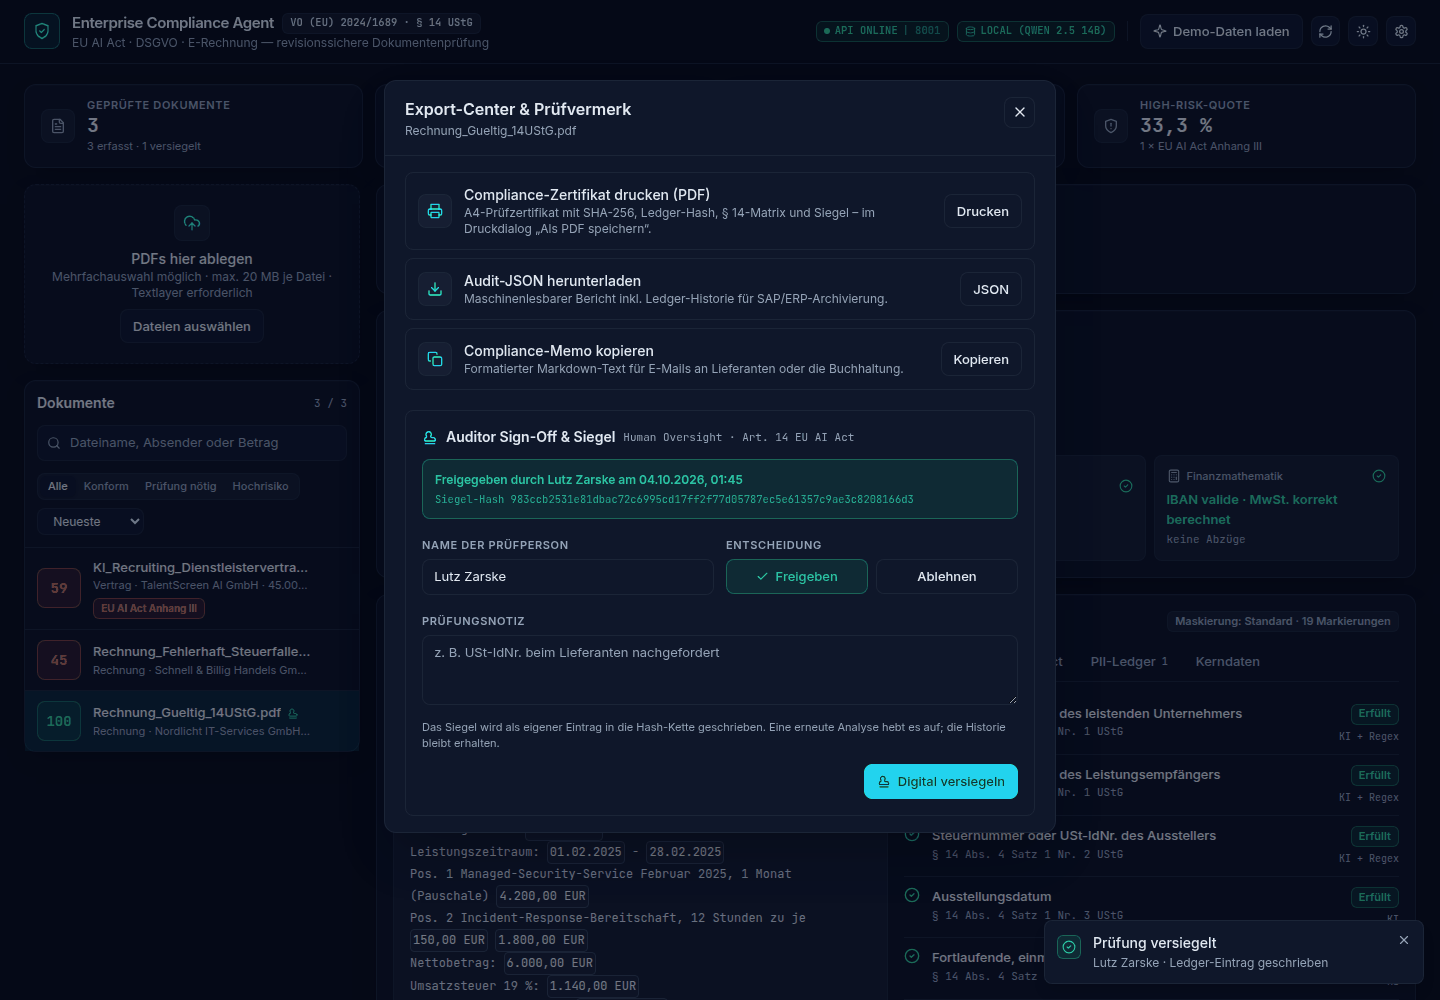 Enterprise Compliance Agent
VO (EU) 2024/1689 · § 14 UStG
EU AI Act · DSGVO · E-Rechnung — revisionssichere Dokumentenprüfung
API ONLINE | 8001
LOCAL (QWEN 2.5 14B)
Demo-Daten laden
GEPRÜFTE DOKUMENTE
3
3 erfasst · 1 versiegelt
HIGH-RISK-QUOTE
33,3 %
1 × EU AI Act Anhang III
PDFs hier ablegen
Mehrfachauswahl möglich · max. 20 MB je Datei ·
Textlayer erforderlich
Dateien auswählen
Dokumente
3 / 3
Dateiname, Absender oder Betrag
Alle
Konform
Prüfung nötig
Hochrisiko
Neueste
59
KI_Recruiting_Dienstleistervertra...
Vertrag · TalentScreen AI GmbH · 45.00...
EU AI Act Anhang III
45
Rechnung_Fehlerhaft_Steuerfalle...
Rechnung · Schnell & Billig Handels Gm...
100
Rechnung_Gueltig_14UStG.pdf
Rechnung · Nordlicht IT-Services GmbH...
Export-Center & Prüfvermerk
Rechnung_Gueltig_14UStG.pdf
Compliance-Zertifikat drucken (PDF)
A4-Prüfzertifikat mit SHA-256, Ledger-Hash, § 14-Matrix und Siegel – im
Druckdialog „Als PDF speichern“.
Drucken
Audit-JSON herunterladen
Maschinenlesbarer Bericht inkl. Ledger-Historie für SAP/ERP-Archivierung.
JSON
Compliance-Memo kopieren
Formatierter Markdown-Text für E-Mails an Lieferanten oder die Buchhaltung.
Kopieren
Auditor Sign-Off & Siegel
Human Oversight · Art. 14 EU AI Act
Freigegeben durch Lutz Zarske am 04.10.2026, 01:45
Siegel-Hash 983ccb2531e81dbac72c6995cd17ff2f77d05787ec5e61357c9ae3c8208166d3
NAME DER PRÜFPERSON
Lutz Zarske
ENTSCHEIDUNG
Freigeben
Ablehnen
PRÜFUNGSNOTIZ
z. B. USt-IdNr. beim Lieferanten nachgefordert
Das Siegel wird als eigener Eintrag in die Hash-Kette geschrieben. Eine erneute Analyse hebt es auf; die Historie
bleibt erhalten.
Digital versiegeln
Finanzmathematik
IBAN valide · MwSt. korrekt
berechnet
keine Abzüge
Maskierung: Standard · 19 Markierungen
PII-Ledger 1
Kerndaten
des leistenden Unternehmers
Nr. 1 UStG
Erfüllt
KI + Regex
des Leistungsempfängers
Nr. 1 UStG
Erfüllt
KI + Regex
Steuernummer oder USt-IdNr. des Ausstellers
§ 14 Abs. 4 Satz 1 Nr. 2 UStG
Erfüllt
KI + Regex
Ausstellungsdatum
§ 14 Abs. 4 Satz 1 Nr. 3 UStG
Erfüllt
KI
Fortlaufende,
§ 14 Abs. 4 Satz
Leistungszeitraum: 01.02.2025 - 28.02.2025
Pos. 1 Managed-Security-Service Februar 2025, 1 Monat
(Pauschale) 4.200,00 EUR
Pos. 2 Incident-Response-Bereitschaft, 12 Stunden zu je
150,00 EUR 1.800,00 EUR
Nettobetrag: 6.000,00 EUR
Umsatzsteuer 19 %: 1.140,00 EUR
Prüfung versiegelt
Lutz Zarske · Ledger-Eintrag geschrieben